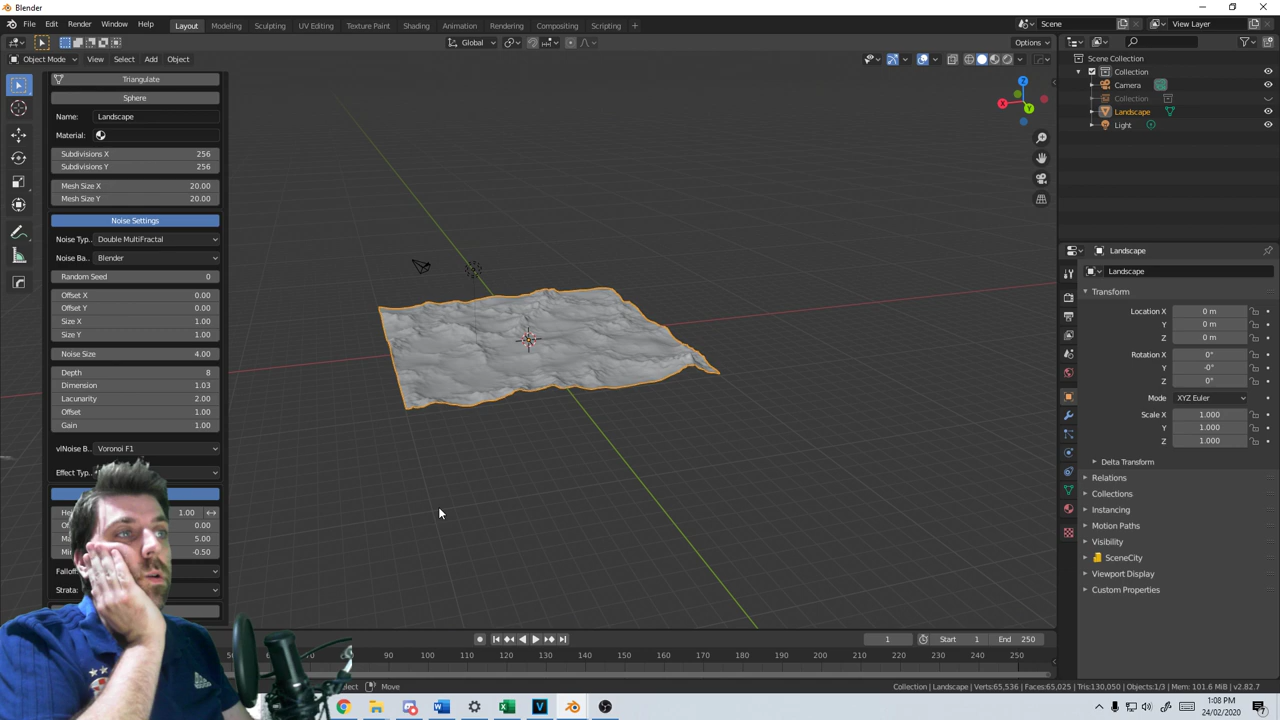 Blender
File Edit Render Window Help
Layout Modeling Sculpting UV Editing Texture Paint Shading Animation Rendering Compositing Scripting +
Scene View Layer
Global Options
Object Mode View Select Add Object
Triangulate
Sphere
Name: Landscape
Material:
Subdivisions X 256
Subdivisions Y 256
Mesh Size X 20.00
Mesh Size Y 20.00
Noise Settings
Noise Typ.. Double MultiFractal
Noise Ba.. Blender
Random Seed 0
Offset X 0.00
Offset Y 0.00
Size X 1.00
Size Y 1.00
Noise Size 4.00
Depth 8
Dimension 1.03
Lacunarity 2.00
Offset 1.00
Gain 1.00
vlNoise B.. Voronoi F1
Effect Typ..
1.00
0.00
5.00
-0.50
Falloff
Strata:
X
Y
Z
Scene Collection
Collection
Camera
Collection
Landscape
Light
Landscape
Landscape
Transform
Location X 0 m
Y 0 m
Z 0 m
Rotation X 0°
Y -0°
Z 0°
Mode XYZ Euler
Scale X 1.000
Y 1.000
Z 1.000
Delta Transform
Relations
Collections
Instancing
Motion Paths
Visibility
SceneCity
Viewport Display
Custom Properties
1 Start 1 End 250
90 100 110 120 130 140 150 160 170 180 190 200 210 220 230 240 250
Move
Collection | Landscape | Verts:65,536 | Faces:65,025 | Tris:130,050 | Objects:1/3 | Mem: 101.6 MiB | v2.82.7
1:08 PM
24/02/2020